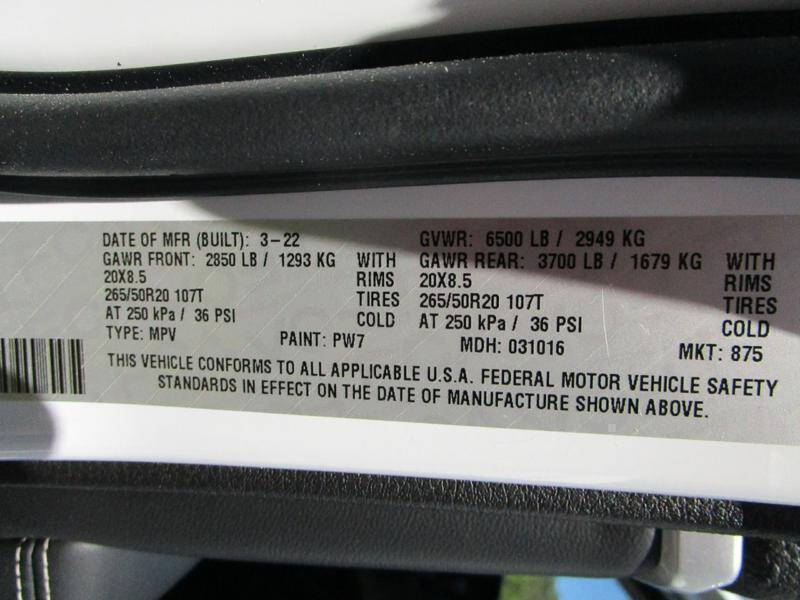 DATE OF MFR (BUILT): 3-22 GVWR: 6500 LB / 2949 KG
GAWR FRONT: 2850 LB / 1293 KG WITH GAWR REAR: 3700 LB / 1679 KG WITH
20X8.5 RIMS 20X8.5 RIMS
265/50R20 107T TIRES 265/50R20 107T TIRES
AT 250 kPa / 36 PSI COLD AT 250 kPa / 36 PSI COLD
TYPE: MPV PAINT: PW7 MDH: 031016 MKT: 875
THIS VEHICLE CONFORMS TO ALL APPLICABLE U.S.A. FEDERAL MOTOR VEHICLE SAFETY
STANDARDS IN EFFECT ON THE DATE OF MANUFACTURE SHOWN ABOVE.